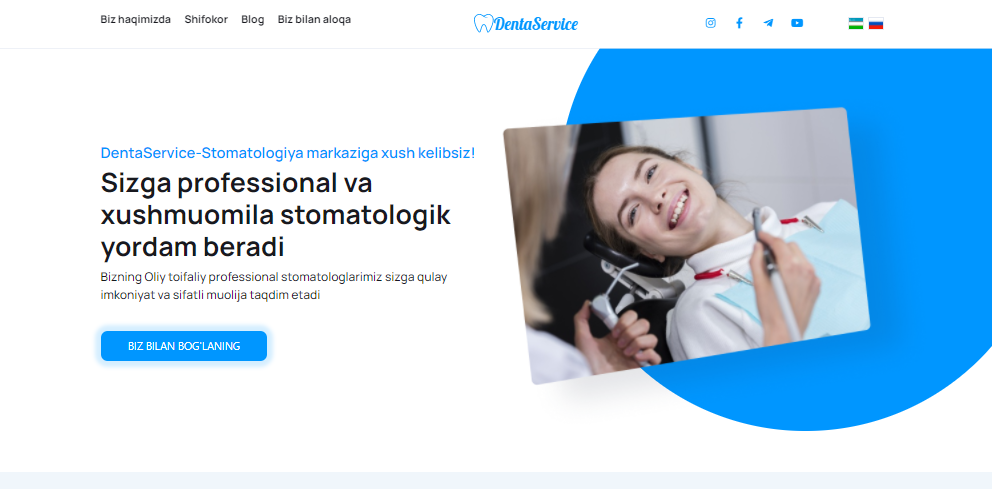 Biz haqimizda Shifokor Blog Biz bilan aloqa
DentaService
DentaService-Stomatologiya markaziga xush kelibsiz!
Sizga professional va
xushmuomila stomatologik
yordam beradi
Bizning Oliy toifaliy professional stomatologlarimiz sizga qulay
imkoniyat va sifatli muolija taqdim etadi
BIZ BILAN BOG'LANING